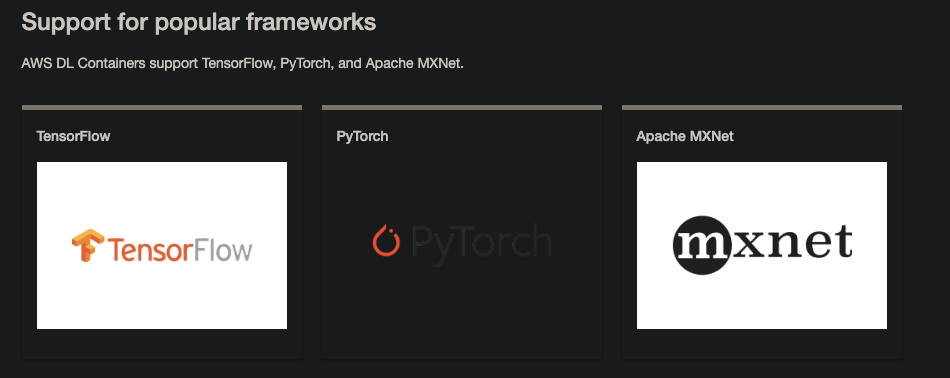 Support for popular frameworks
AWS DL Containers support TensorFlow, PyTorch, and Apache MXNet.
TensorFlow
PyTorch
Apache MXNet
TensorFlow
PyTorch
mxnet